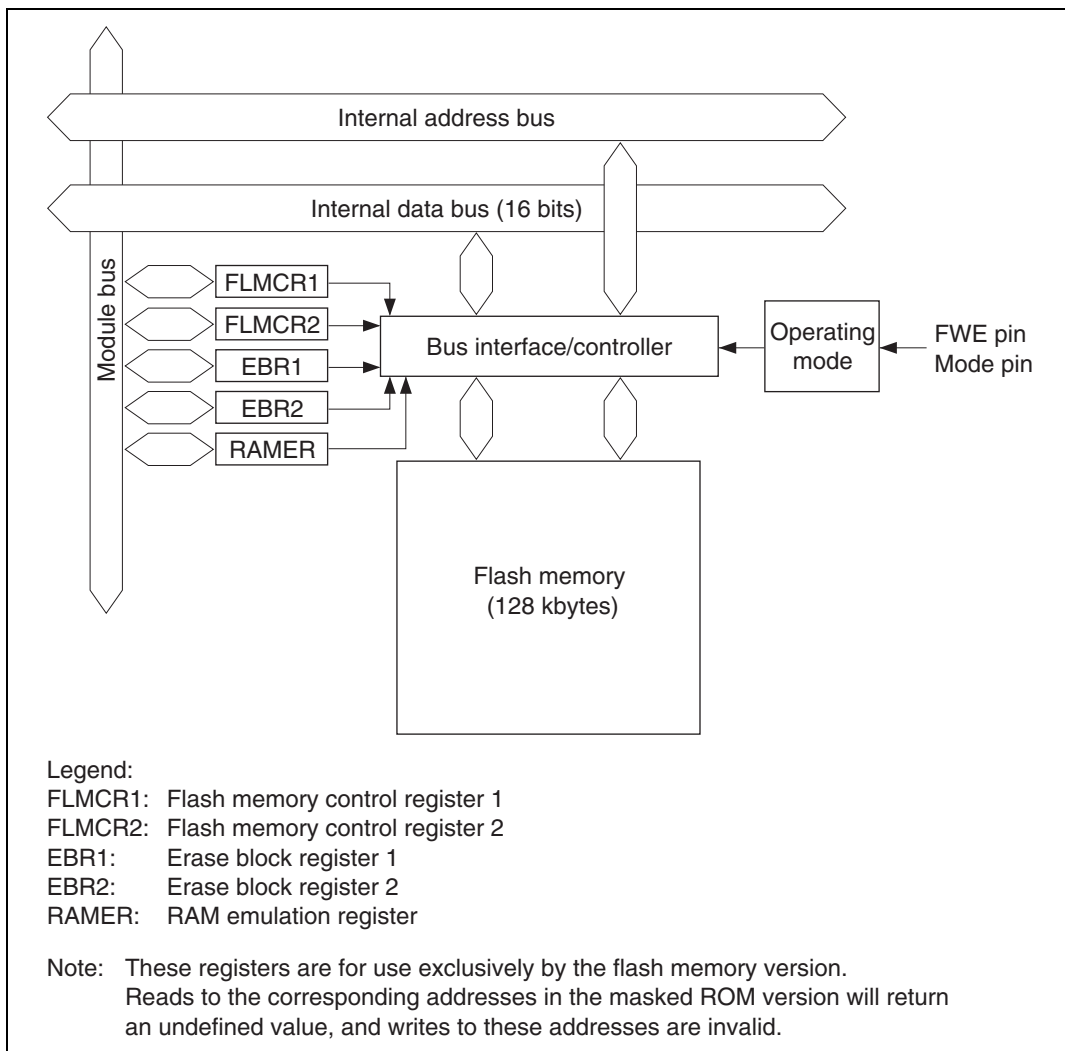 Internal address bus
Internal data bus (16 bits)
Module bus
FLMCR1
FLMCR2
EBR1
EBR2
RAMER
Bus interface/controller
Operating
mode
FWE pin
Mode pin
Flash memory
(128 kbytes)
Legend:
FLMCR1: Flash memory control register 1
FLMCR2: Flash memory control register 2
EBR1: Erase block register 1
EBR2: Erase block register 2
RAMER: RAM emulation register
Note: These registers are for use exclusively by the flash memory version.
Reads to the corresponding addresses in the masked ROM version will return
an undefined value, and writes to these addresses are invalid.